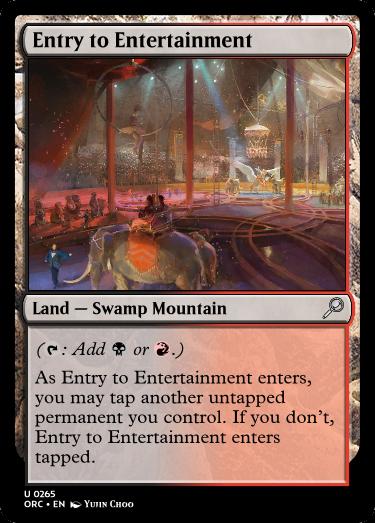 Entry to Entertainment
Land — Swamp Mountain
(: Add or .)
As Entry to Entertainment enters,
you may tap another untapped
permanent you control. If you don't,
Entry to Entertainment enters
tapped.
U 0265
ORC • EN Yujin Choo